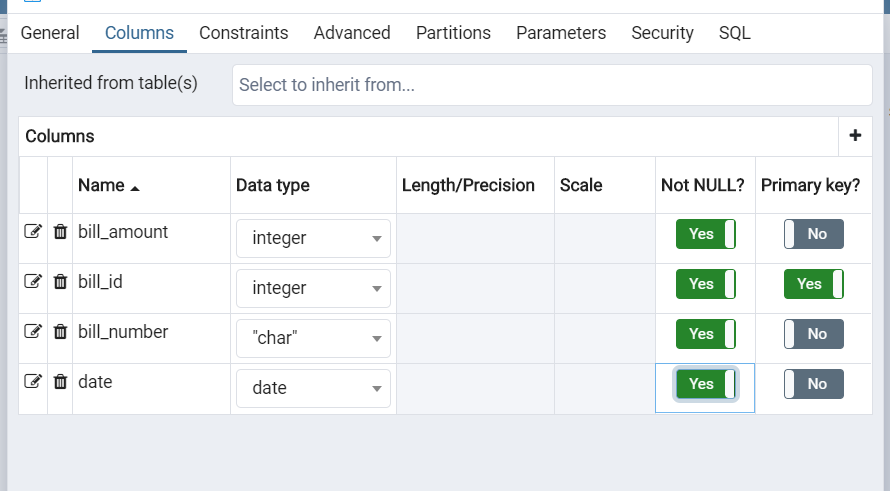 General Columns Constraints Advanced Partitions Parameters Security SQL
Inherited from table(s) Select to inherit from...
Columns +
Name Data type Length/Precision Scale Not NULL? Primary key?
bill_amount integer Yes No
bill_id integer Yes Yes
bill_number "char" Yes No
date date Yes No